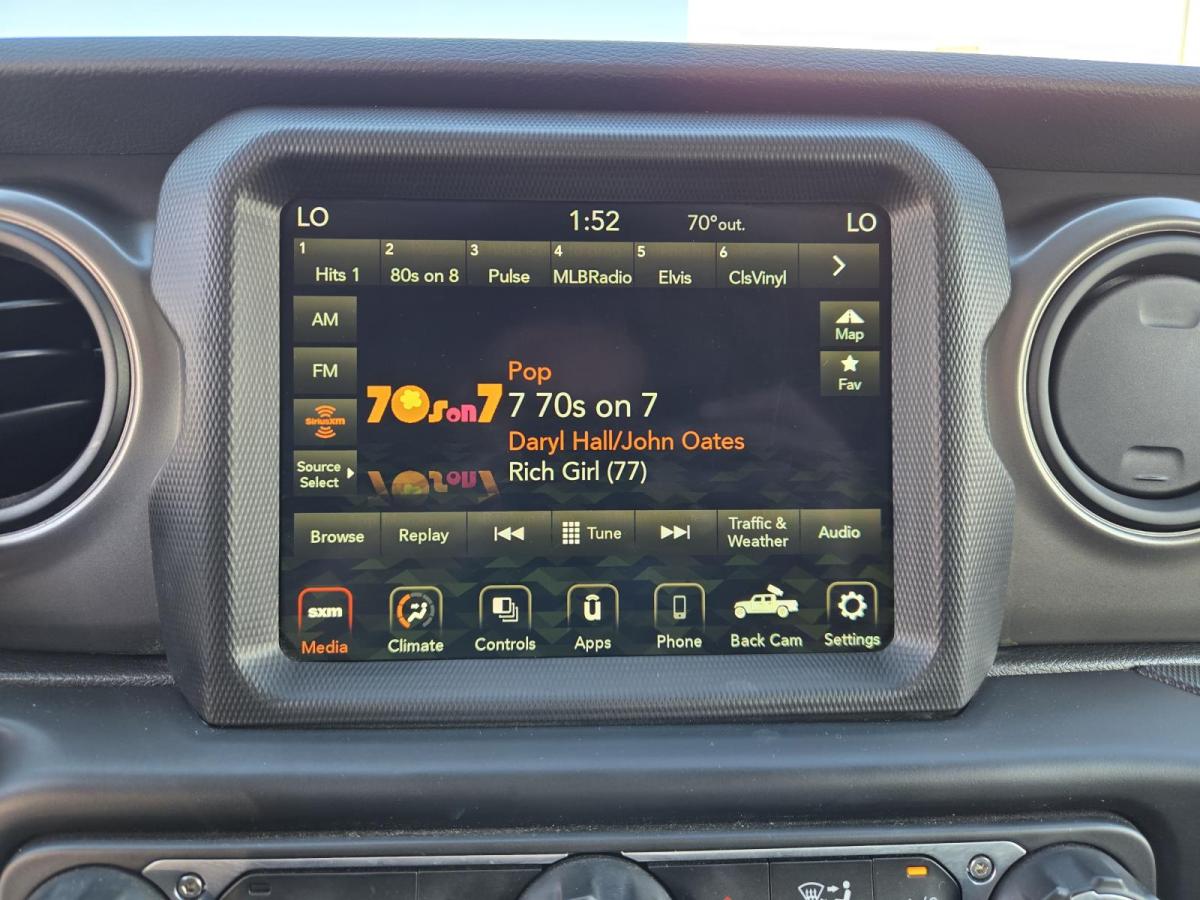 LO 1:52 70°out. LO
1 2 3 4 5 6
Hits 1 80s on 8 Pulse MLBRadio Elvis ClsVinyl
AM
FM
SiriusXM
Source
Select
Map
Fav
70s on 7
Pop
7 70s on 7
Daryl Hall/John Oates
Rich Girl (77)
Browse Replay Tune Traffic & Audio
Weather
sxm
Media Climate Controls Apps Phone Back Cam Settings